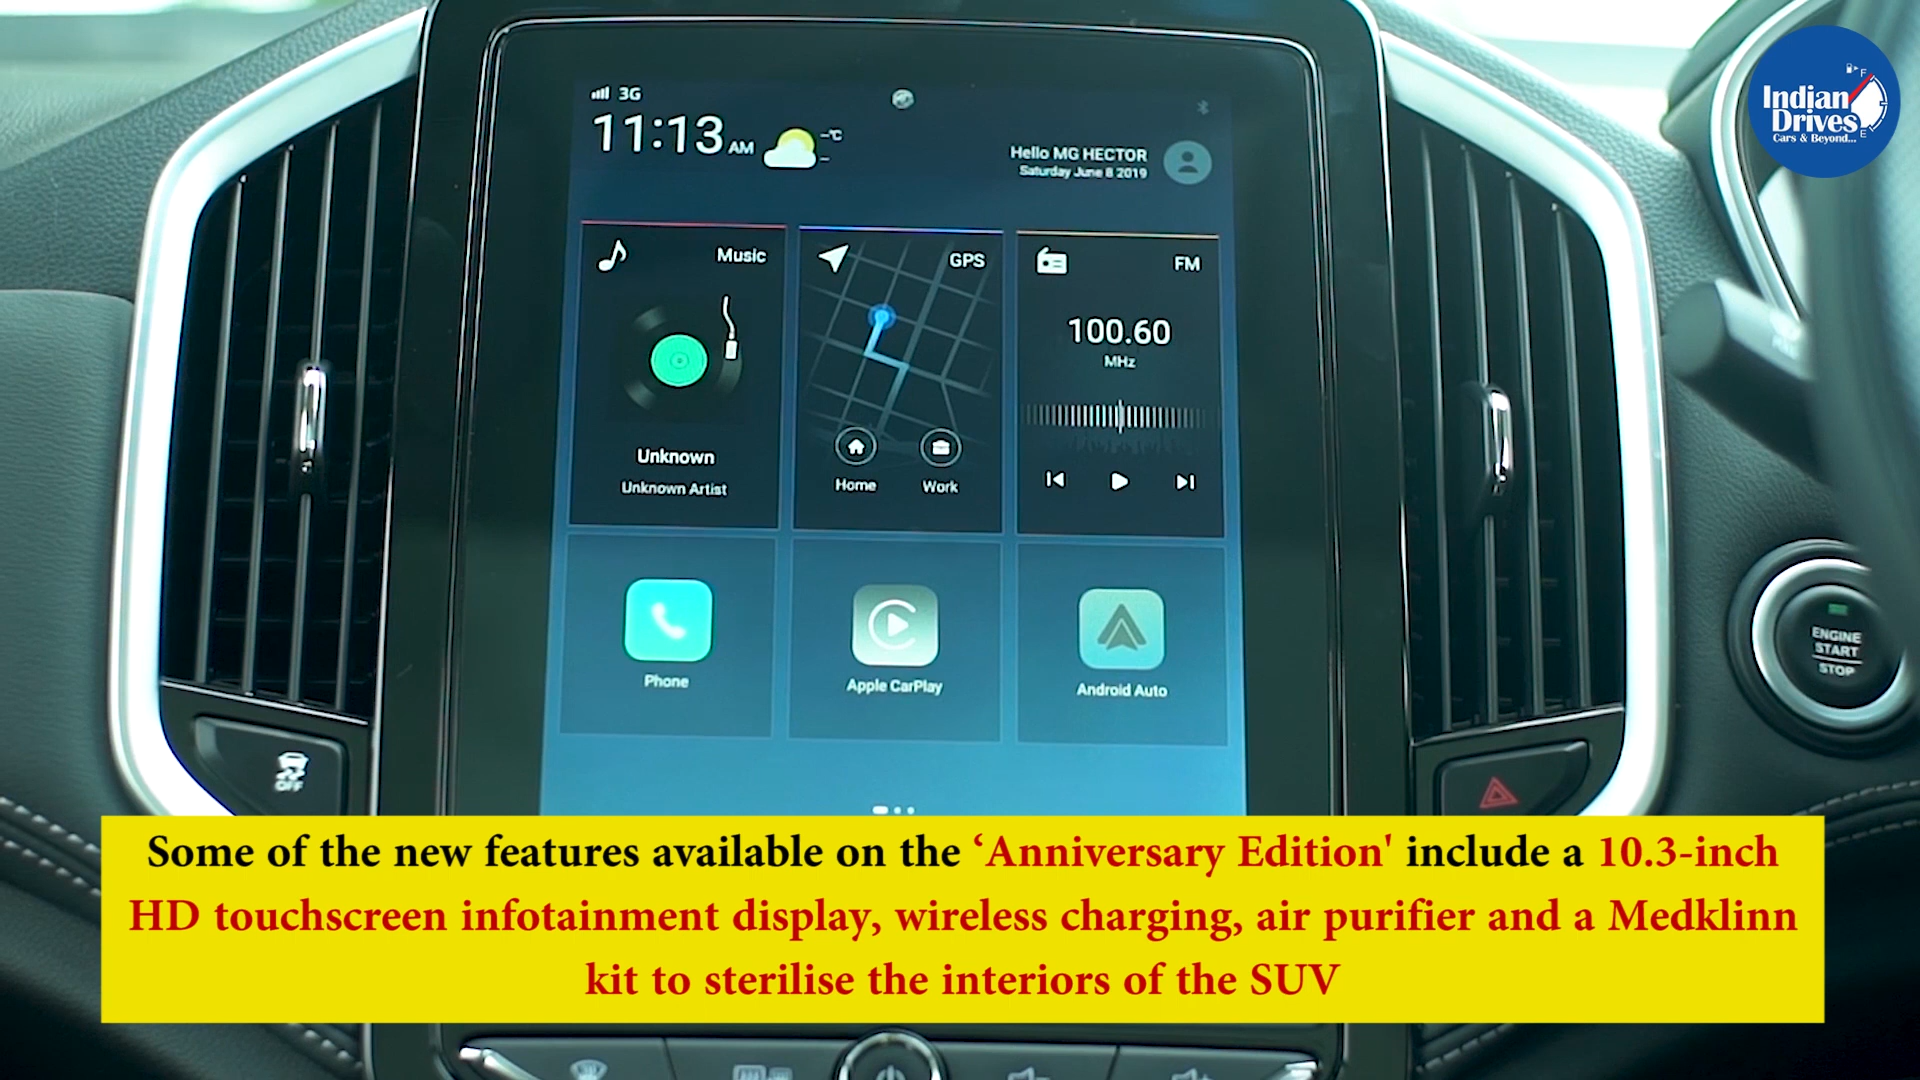 Indian
Drives
Cars & Beyond...
F
E
3G
11:13 AM
–°C
Hello MG HECTOR
Saturday June 8 2019
Music
GPS
FM
100.60
MHz
Unknown
Unknown Artist
Home
Work
Phone
Apple CarPlay
Android Auto
ENGINE
START
STOP
OFF
Some of the new features available on the ‘Anniversary Edition' include a 10.3-inch
HD touchscreen infotainment display, wireless charging, air purifier and a Medklinn
kit to sterilise the interiors of the SUV